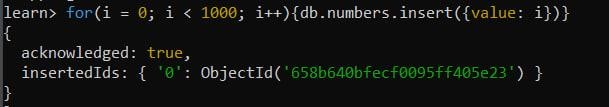 learn> for(i = 0; i < 1000; i++){db.numbers.insert({value: i})}
{
  acknowledged: true,
  insertedIds: { '0': ObjectId('658b640bfecf0095ff405e23') }
}